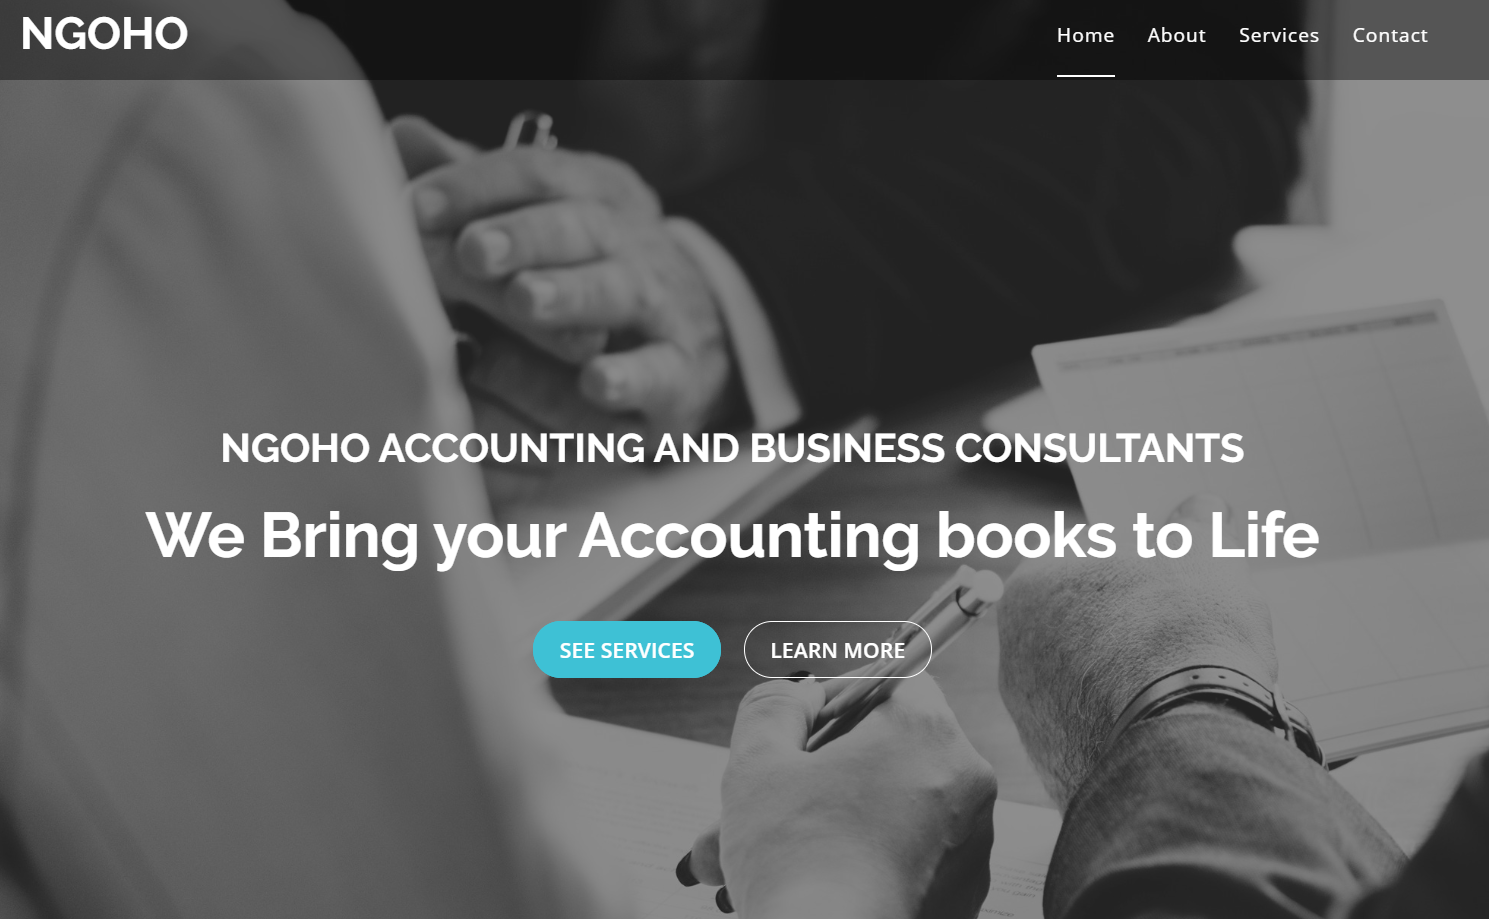 NGOHO
Home About Services Contact
NGOHO ACCOUNTING AND BUSINESS CONSULTANTS
We Bring your Accounting books to Life
SEE SERVICES LEARN MORE